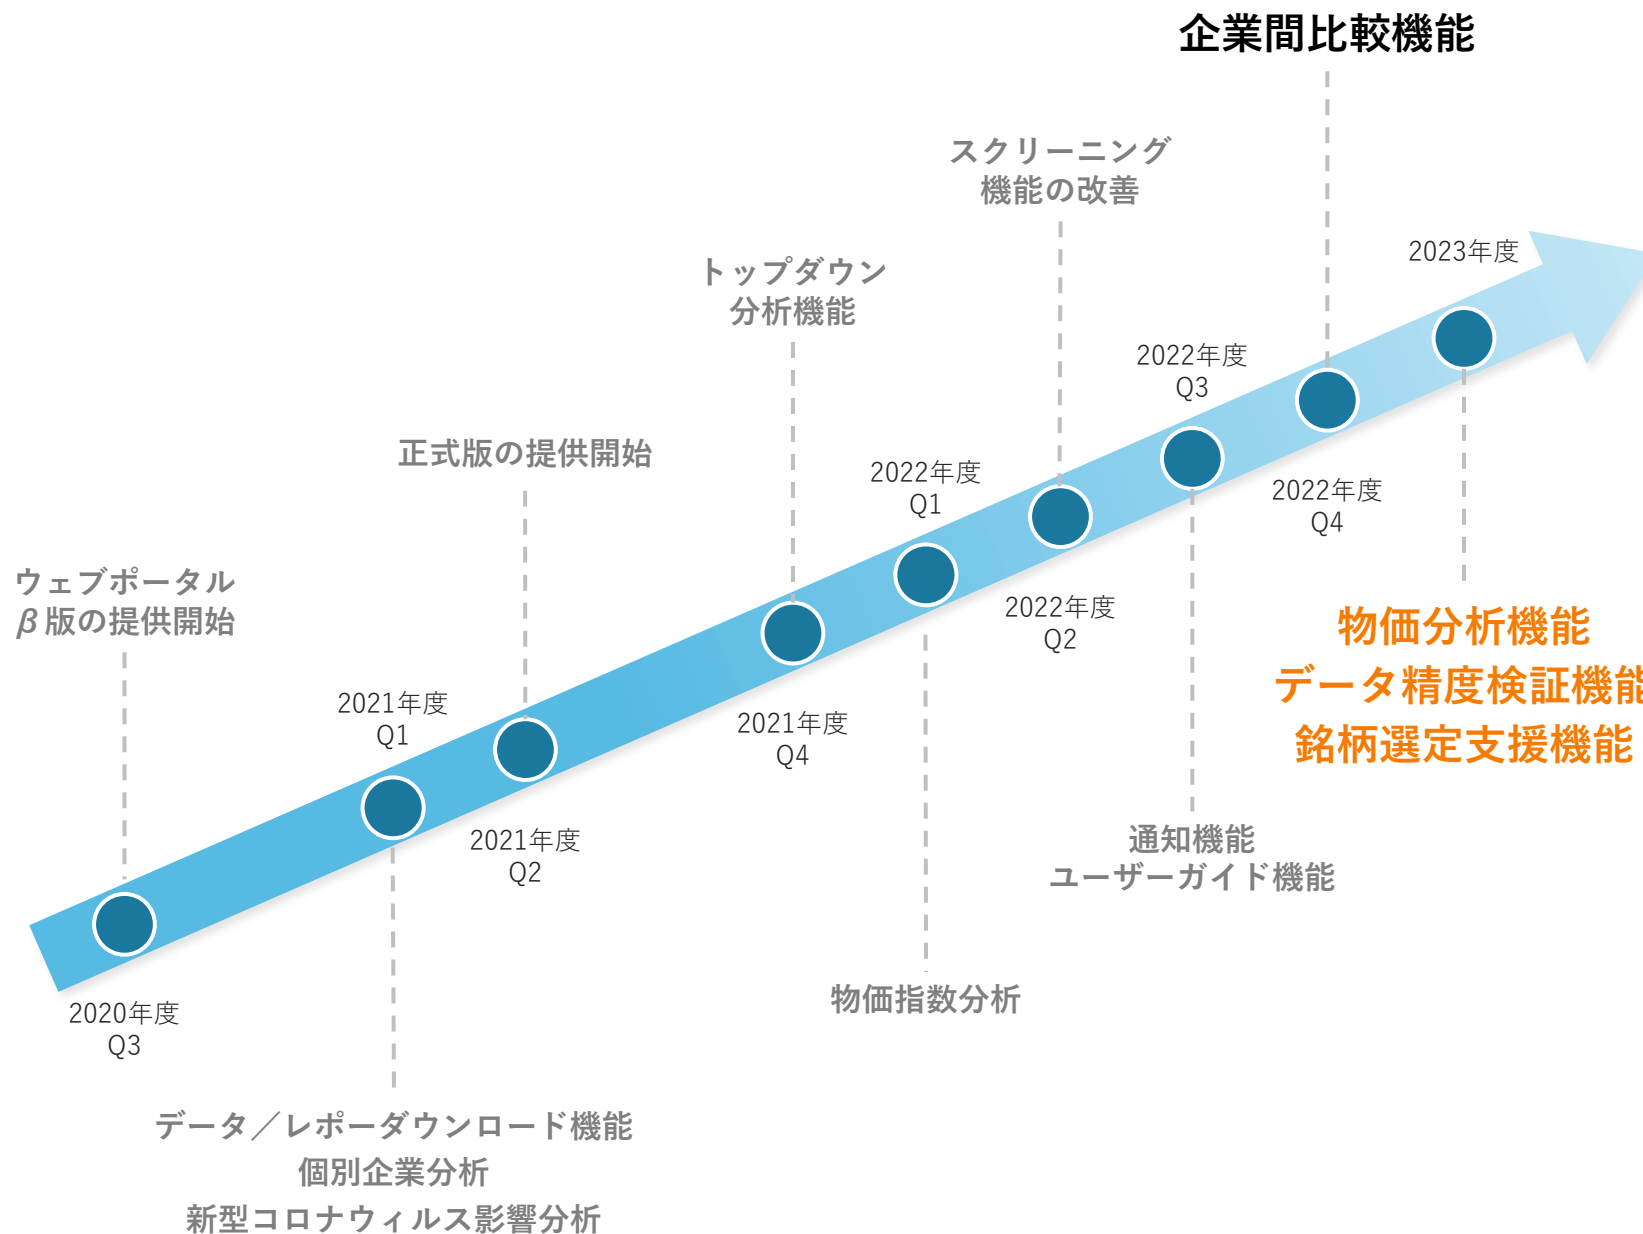 企業間比較機能
スクリーニング
機能の改善
2023年度
トップダウン
分析機能
2022年度
Q3
正式版の提供開始
2022年度
Q1
2022年度
Q4
ウェブポータル
β版の提供開始
2022年度
Q2
物価分析機能
データ精度検証機能
銘柄選定支援機能
2021年度
Q1
2021年度
Q4
2021年度
Q2
通知機能
ユーザーガイド機能
物価指数分析
2020年度
Q3
データ／レポーダウンロード機能
個別企業分析
新型コロナウィルス影響分析